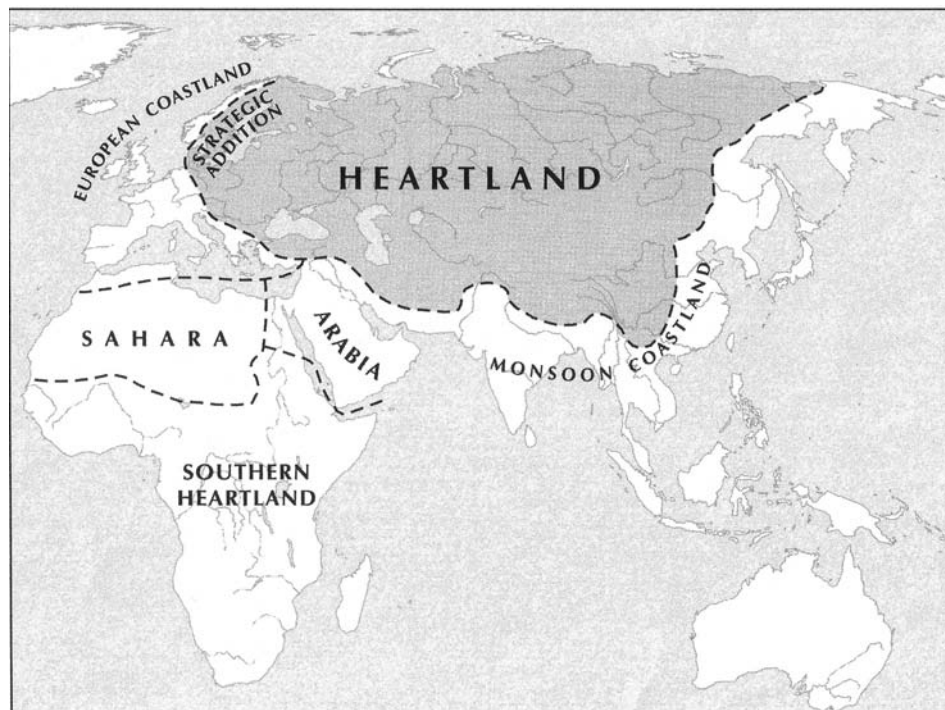 EUROPEAN COASTLAND
STRATEGIC
ADDITION
HEARTLAND
SAHARA
ARABIA
MONSOON COASTLAND
SOUTHERN
HEARTLAND